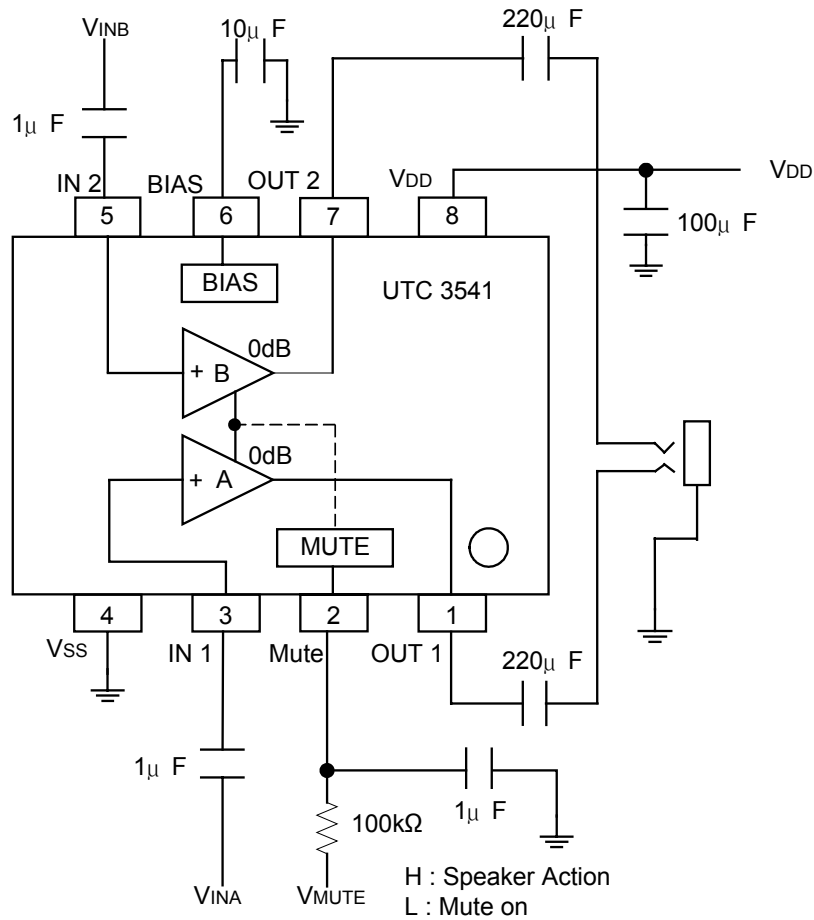 VINB
10μ F
220μ F
1μ F
IN 2
BIAS
OUT 2
VDD
VDD
5
6
7
8
100μ F
BIAS
UTC 3541
0dB
+ B
0dB
+ A
MUTE
4
3
2
1
VSS
IN 1
Mute
OUT 1
220μ F
1μ F
1μ F
100kΩ
VINA
VMUTE
H : Speaker Action
L : Mute on